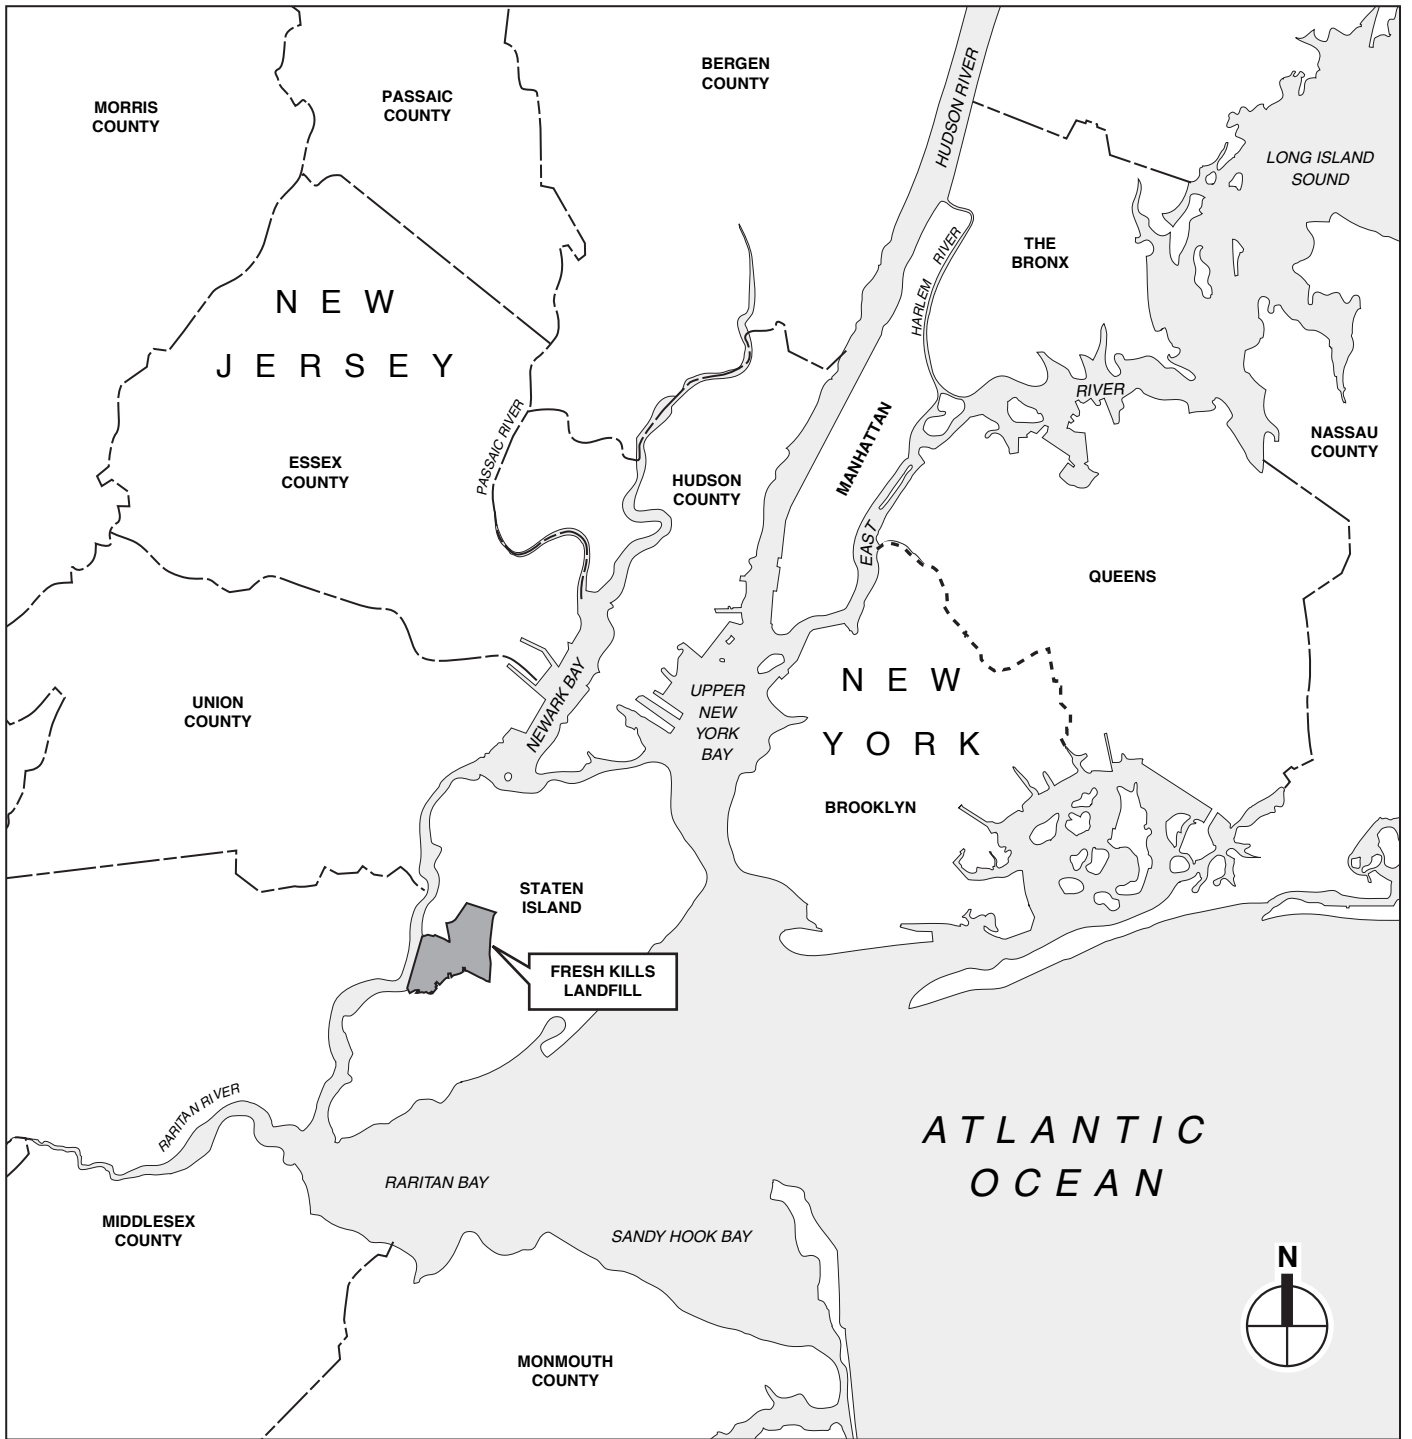 BERGEN
COUNTY
HUDSON RIVER
MORRIS
COUNTY
PASSAIC
COUNTY
LONG ISLAND
SOUND
THE
BRONX
HARLEM RIVER
N E W
J E R S E Y
RIVER
PASSAIC RIVER
MANHATTAN
NASSAU
COUNTY
ESSEX
COUNTY
HUDSON
COUNTY
EAST
QUEENS
UNION
COUNTY
NEWARK BAY
UPPER
NEW
YORK
BAY
N E W
Y O R K
BROOKLYN
STATEN
ISLAND
FRESH KILLS
LANDFILL
RARITAN RIVER
ATLANTIC
OCEAN
RARITAN BAY
MIDDLESEX
COUNTY
SANDY HOOK BAY
N
MONMOUTH
COUNTY